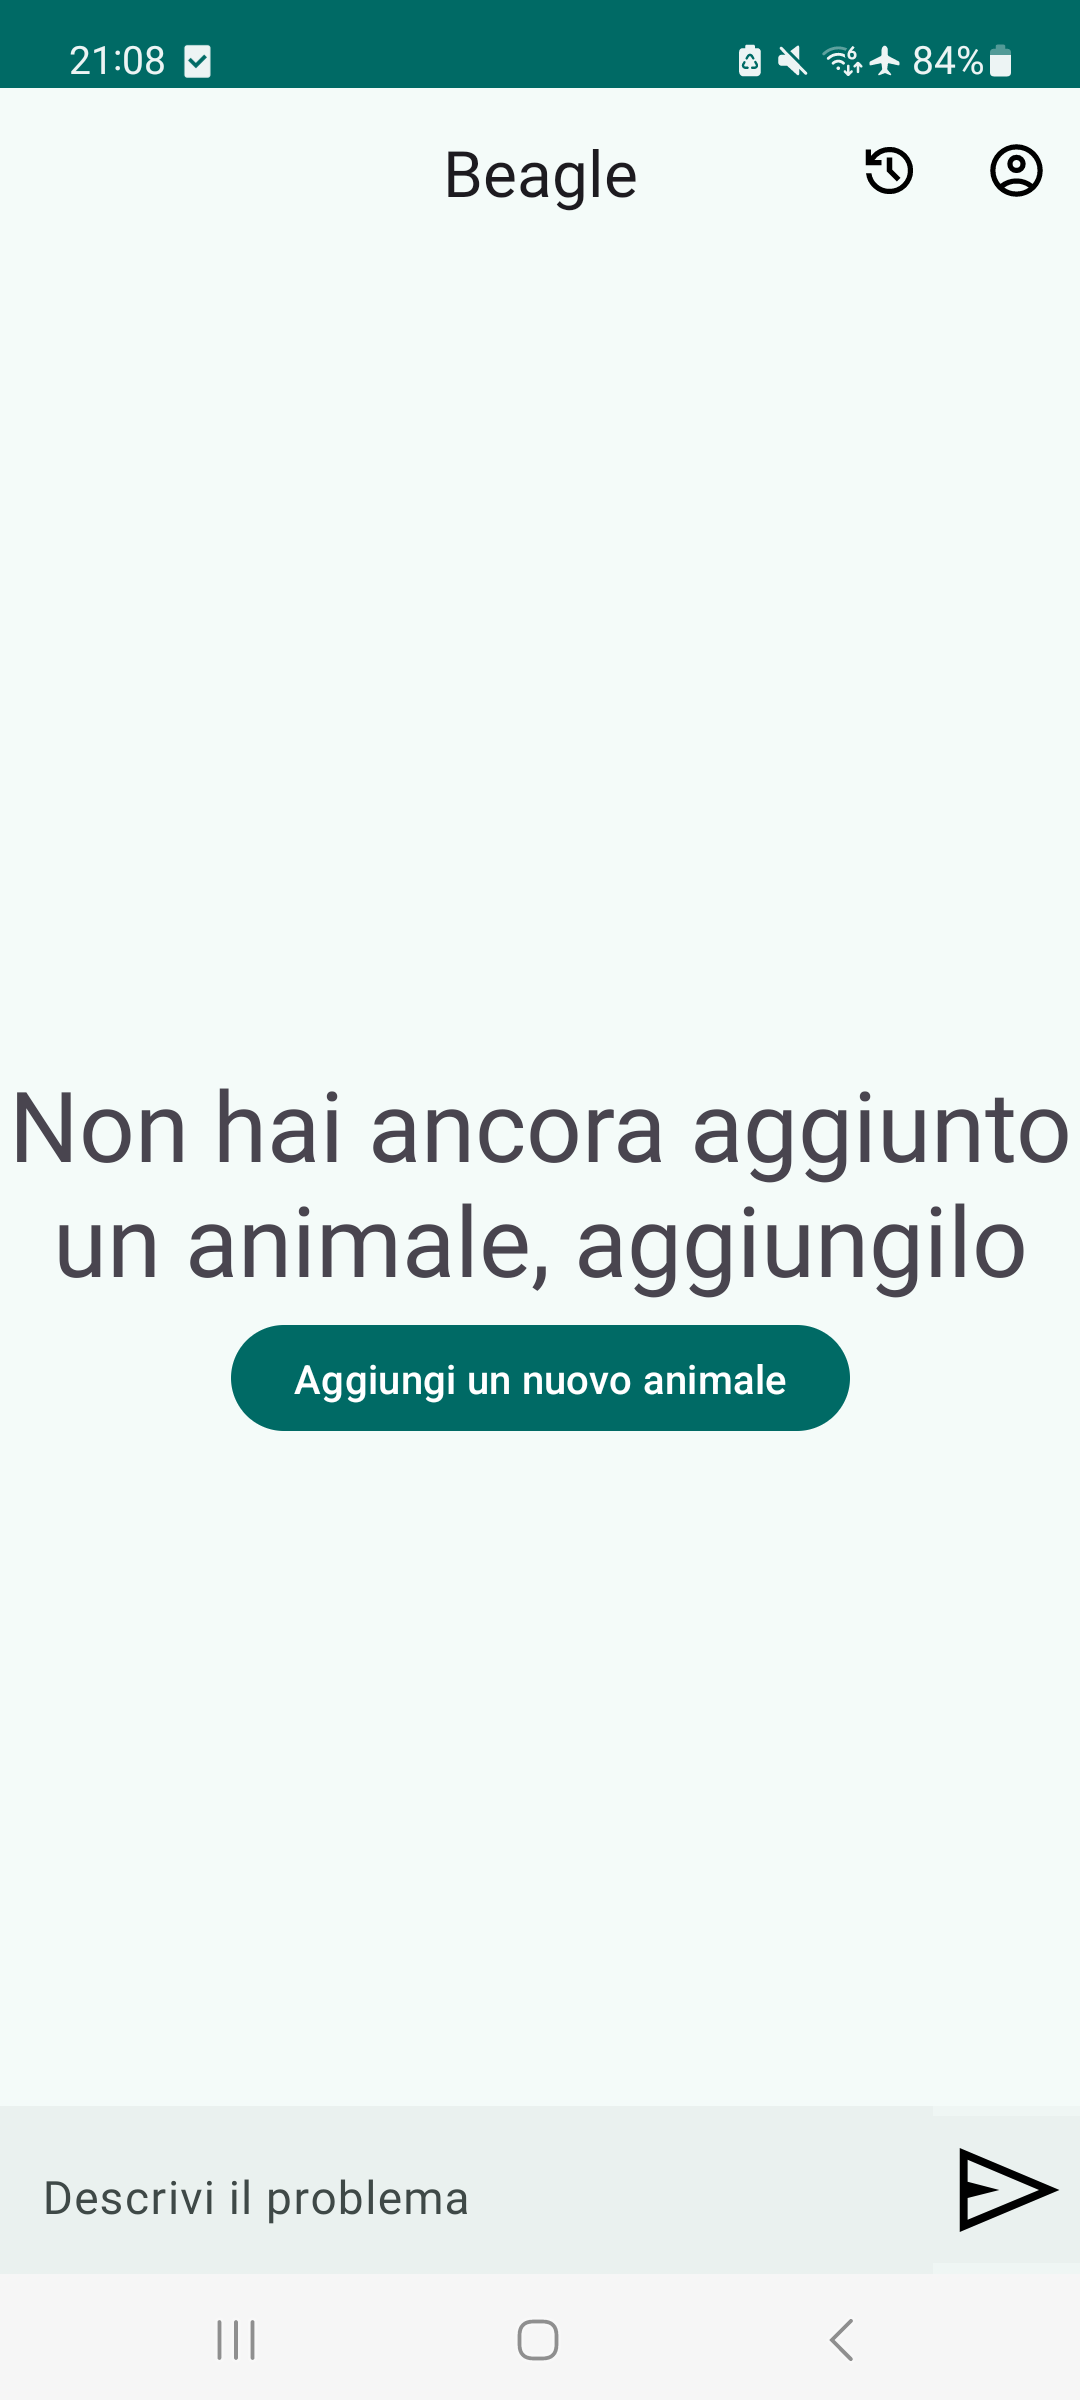 21:08
84%
Beagle
Non hai ancora aggiunto
un animale, aggiungilo
Aggiungi un nuovo animale
Descrivi il problema